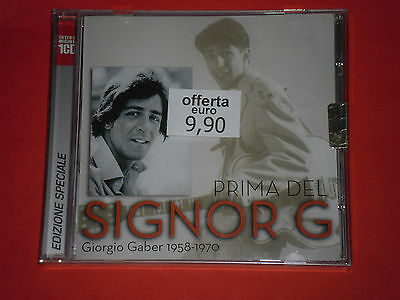 1CD
EDIZIONE SPECIALE
offerta
euro
9,90
PRIMA DEL
SIGNOR G
Giorgio Gaber 1958-1970